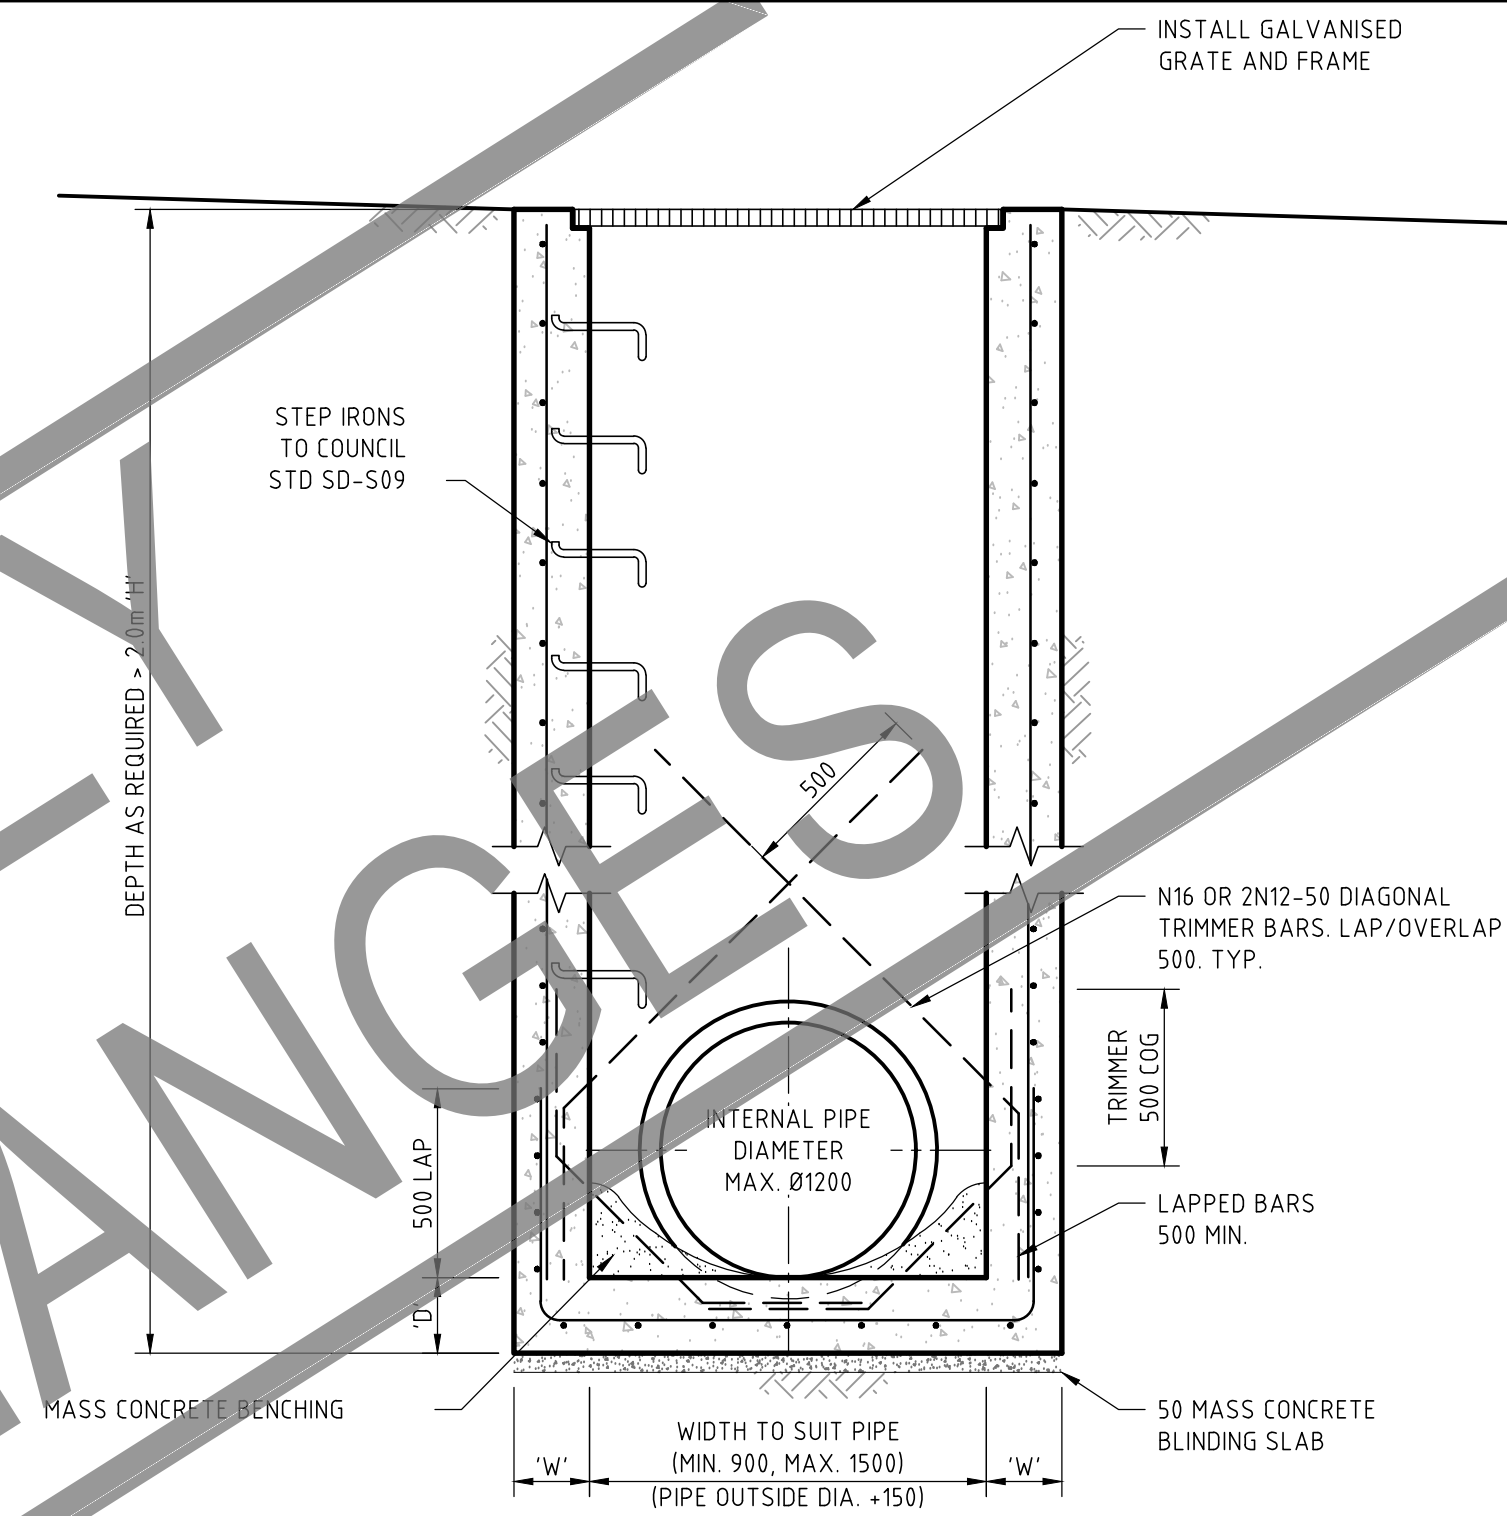 INSTALL GALVANISED
GRATE AND FRAME
STEP IRONS
TO COUNCIL
STD SD-S09
DEPTH AS REQUIRED > 2.0m 'H'
500
N16 OR 2N12-50 DIAGONAL
TRIMMER BARS. LAP/OVERLAP
500. TYP.
TRIMMER
500 COG
INTERNAL PIPE
DIAMETER
MAX. Ø1200
500 LAP
LAPPED BARS
500 MIN.
'D'
MASS CONCRETE BENCHING
50 MASS CONCRETE
BLINDING SLAB
WIDTH TO SUIT PIPE
(MIN. 900, MAX. 1500)
(PIPE OUTSIDE DIA. +150)
'W'
'W'
Y
ANGES